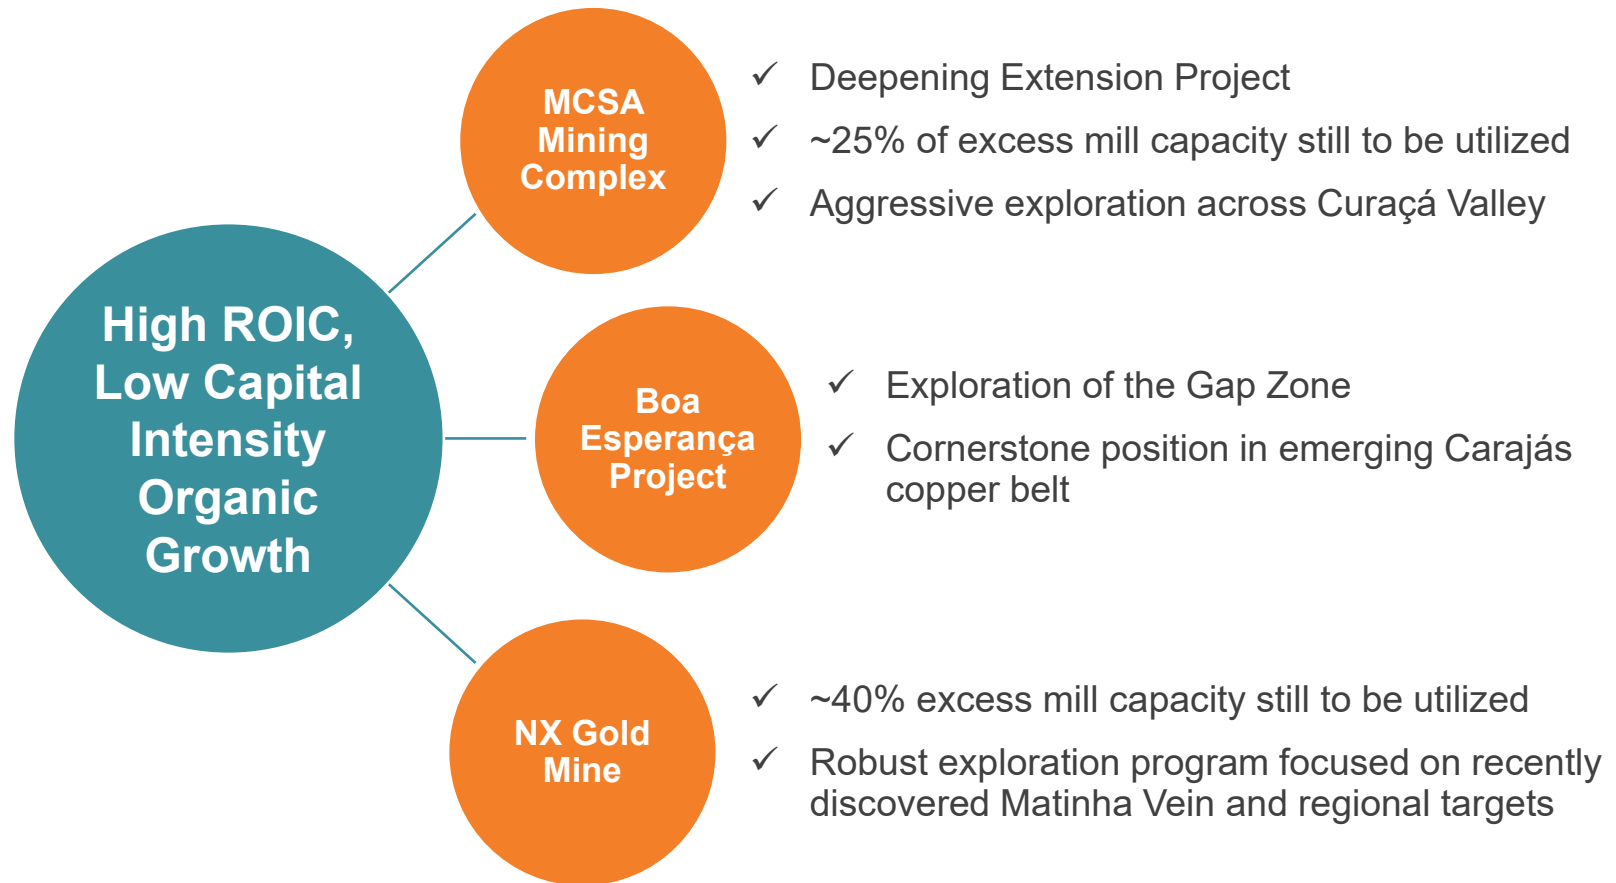 High ROIC,
Low Capital
Intensity
Organic
Growth
MCSA
Mining
Complex
✓ Deepening Extension Project
✓ ~25% of excess mill capacity still to be utilized
✓ Aggressive exploration across Curaçá Valley
Boa
Esperança
Project
✓ Exploration of the Gap Zone
✓ Cornerstone position in emerging Carajás
copper belt
NX Gold
Mine
✓ ~40% excess mill capacity still to be utilized
✓ Robust exploration program focused on recently
discovered Matinha Vein and regional targets